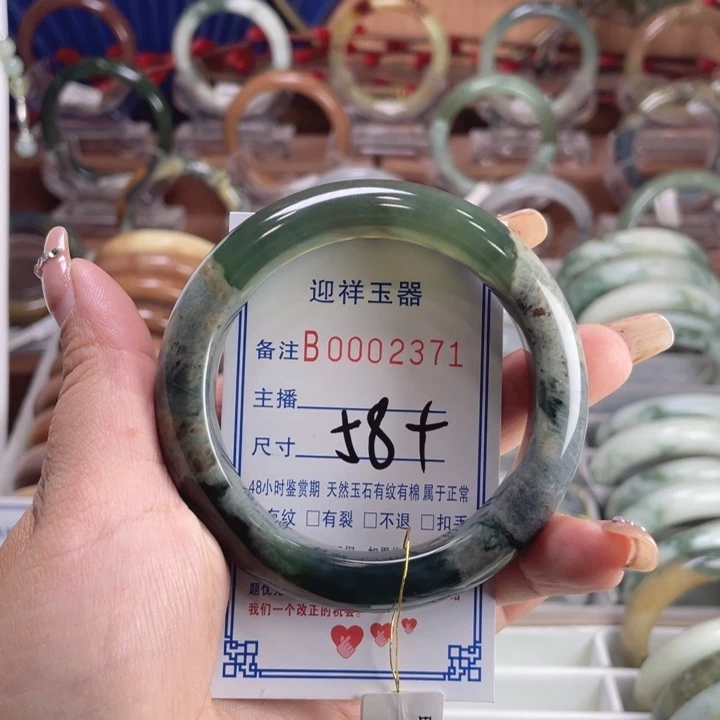 迎祥玉器
备注B0002371
主播
尺寸 58+
48小时鉴赏期 天然玉石有纹有棉属于正常
有纹 □有裂 □不退 □扣手
我们一个改正的机会。